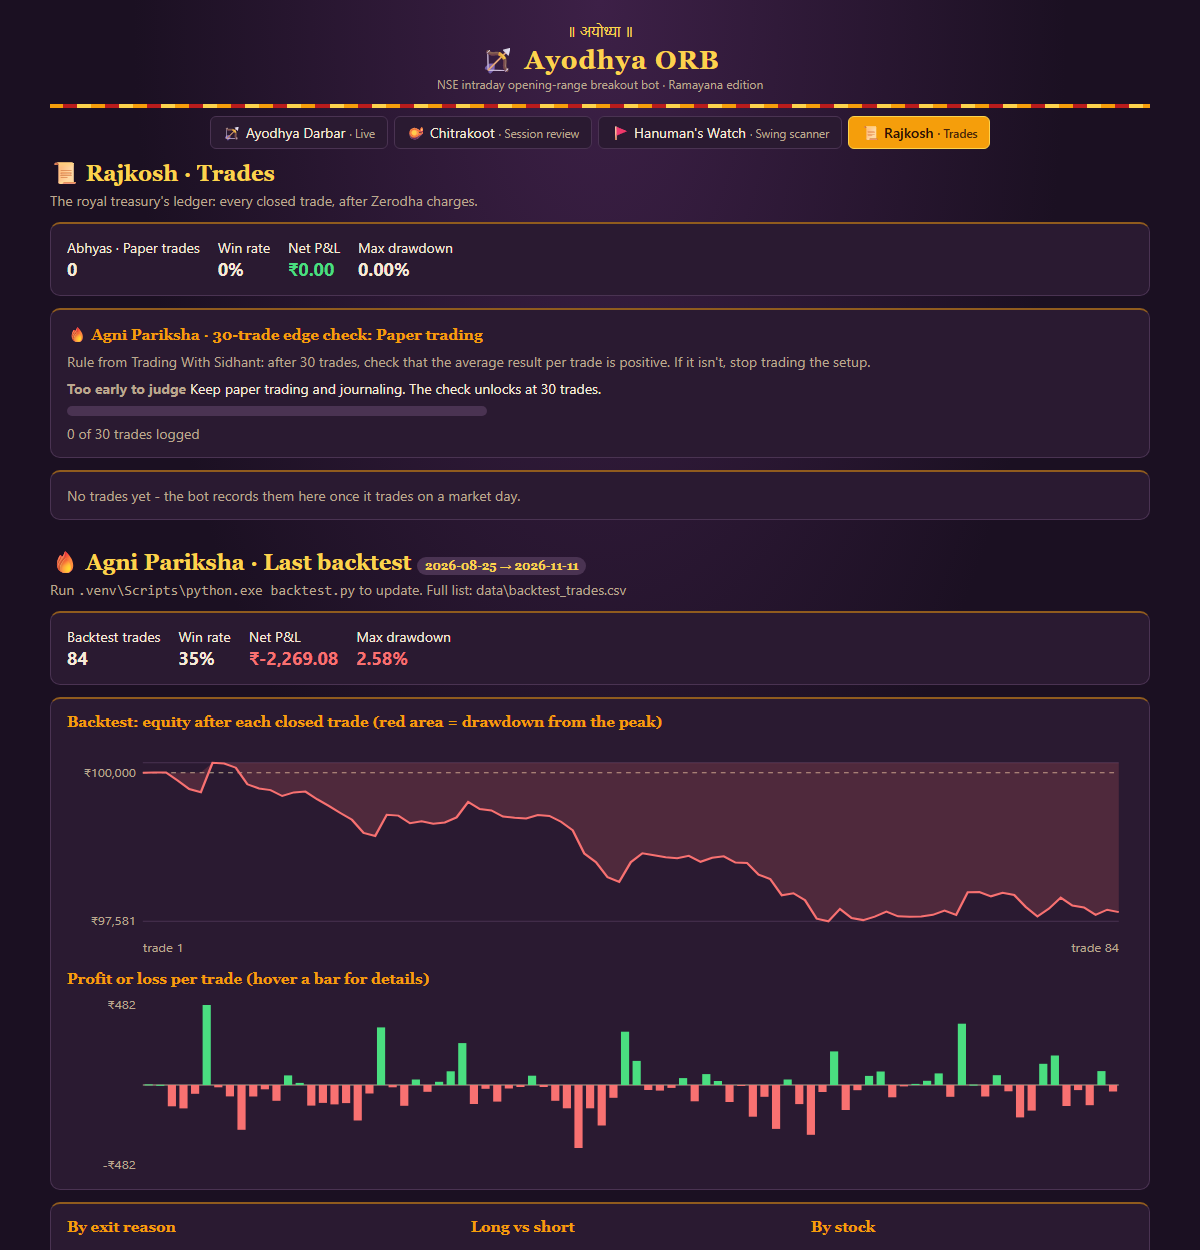 ॥ अयोध्या ॥
Ayodhya ORB
NSE intraday opening-range breakout bot · Ramayana edition
Ayodhya Darbar · Live
Chitrakoot · Session review
Hanuman's Watch · Swing scanner
Rajkosh · Trades
Rajkosh · Trades
The royal treasury's ledger: every closed trade, after Zerodha charges.
Abhyas · Paper trades Win rate Net P&L Max drawdown
0 0% ₹0.00 0.00%
Agni Pariksha · 30-trade edge check: Paper trading
Rule from Trading With Sidhant: after 30 trades, check that the average result per trade is positive. If it isn't, stop trading the setup.
Too early to judge Keep paper trading and journaling. The check unlocks at 30 trades.
0 of 30 trades logged
No trades yet - the bot records them here once it trades on a market day.
Agni Pariksha · Last backtest 2026-08-25 → 2026-11-11
Run .venv\Scripts\python.exe backtest.py to update. Full list: data\backtest_trades.csv
Backtest trades Win rate Net P&L Max drawdown
84 35% ₹-2,269.08 2.58%
Backtest: equity after each closed trade (red area = drawdown from the peak)
₹100,000
₹97,581
trade 1 trade 84
Profit or loss per trade (hover a bar for details)
₹482
-₹482
By exit reason Long vs short By stock